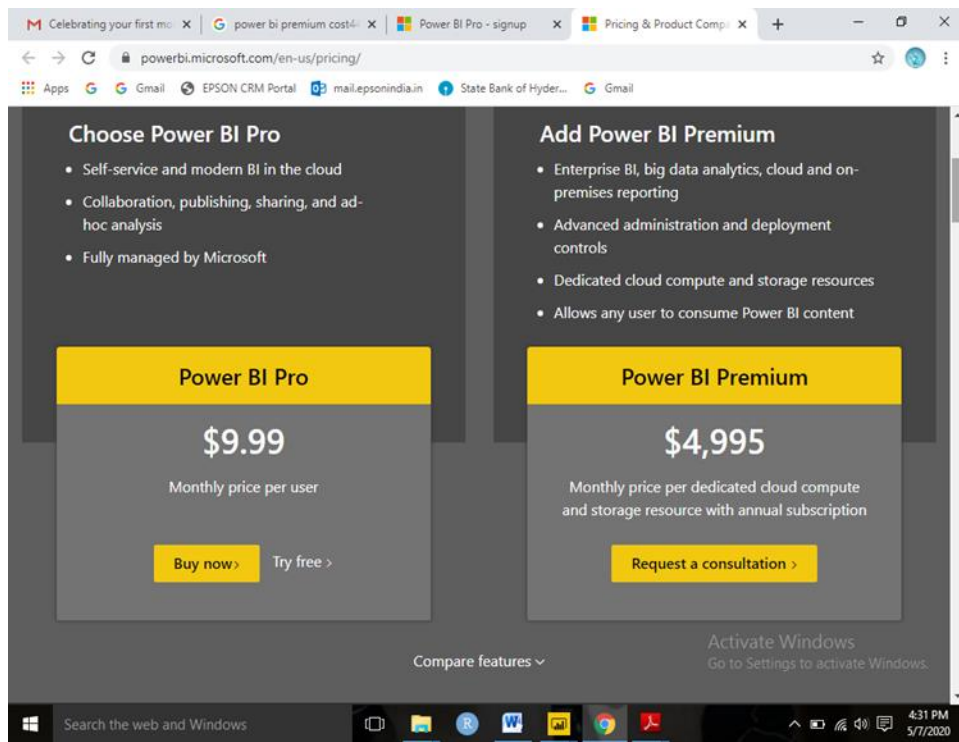 Celebrating your first mo
power bi premium cost4
Power BI Pro - signup
Pricing & Product Comp
powerbi.microsoft.com/en-us/pricing/
Apps
Gmail
EPSON CRM Portal
mail.epsonindia.in
State Bank of Hyder...
Gmail
Choose Power BI Pro
• Self-service and modern BI in the cloud
• Collaboration, publishing, sharing, and ad-
hoc analysis
• Fully managed by Microsoft
Add Power BI Premium
• Enterprise BI, big data analytics, cloud and on-
premises reporting
• Advanced administration and deployment
controls
• Dedicated cloud compute and storage resources
• Allows any user to consume Power BI content
Power BI Pro
$9.99
Monthly price per user
Buy now›
Try free ›
Power BI Premium
$4,995
Monthly price per dedicated cloud compute
and storage resource with annual subscription
Request a consultation ›
Compare features
Activate Windows
Go to Settings to activate Windows.
Search the web and Windows
4:31 PM
5/7/2020